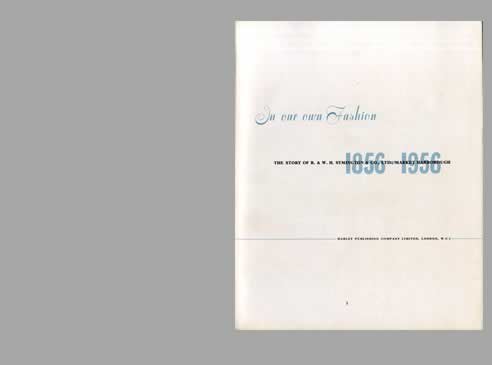 In our own Fashion
THE STORY OF R. & W. H. SYMINGTON & CO., LTD./MARKET HARBOROUGH
1856 1956
HARLEY PUBLISHING COMPANY LIMITED, LONDON, W.C.1